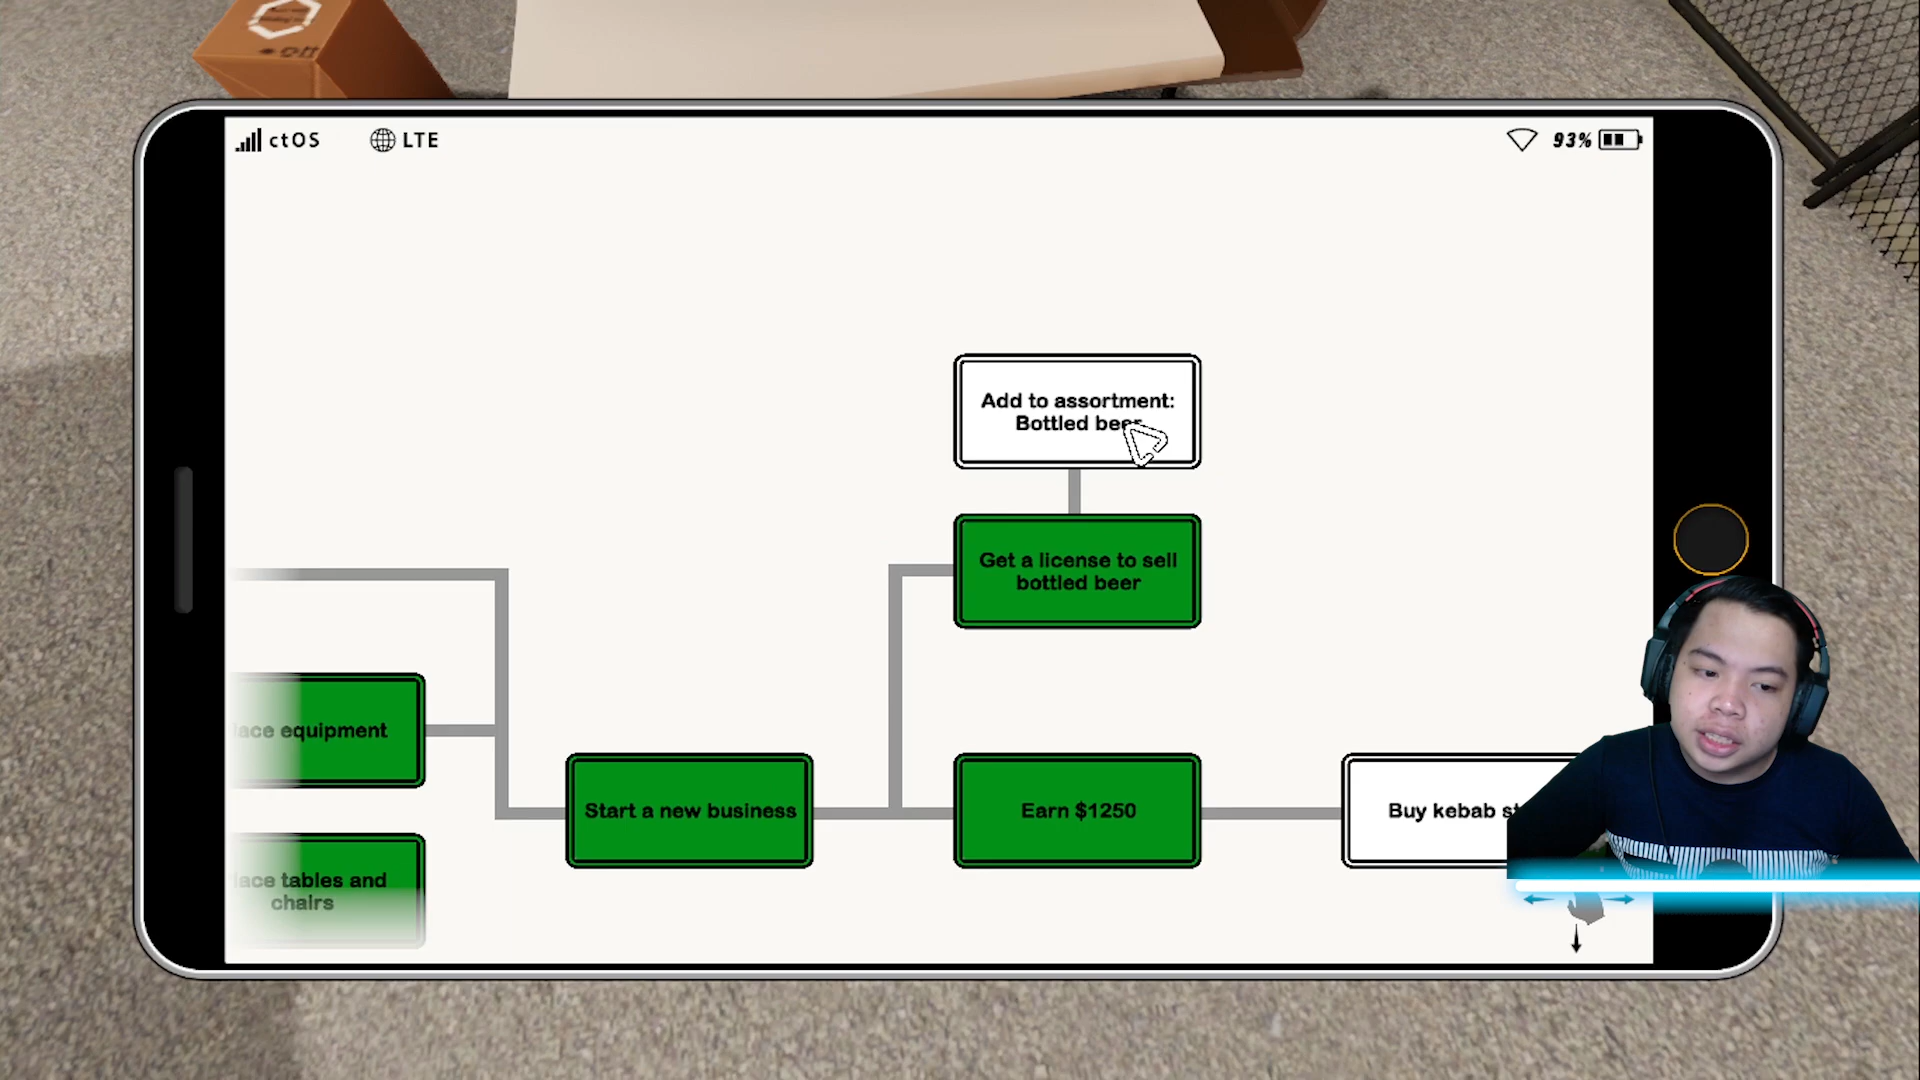 ctOS
LTE
93%
Add to assortment:
Bottled beer
Get a license to sell
bottled beer
ace equipment
Start a new business
Earn $1250
Buy kebab
lace tables and
chairs